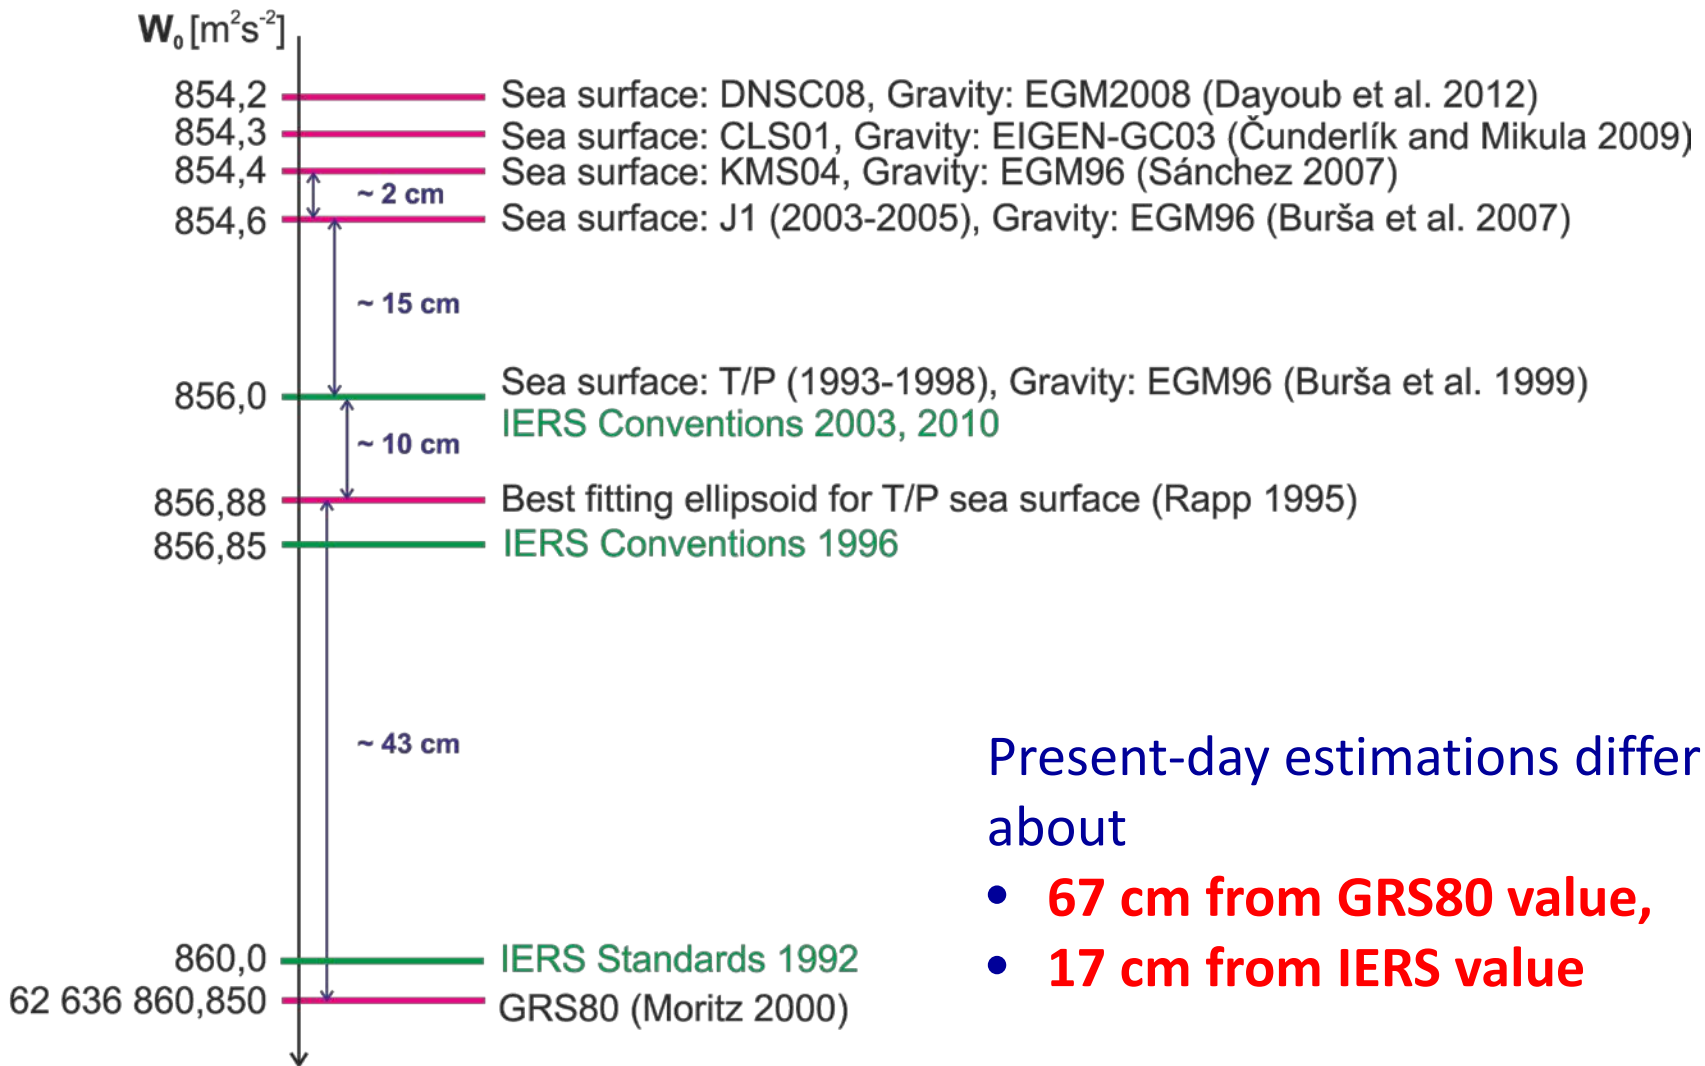 W₀ [m²s⁻²]
854,2 Sea surface: DNSC08, Gravity: EGM2008 (Dayoub et al. 2012)
854,3 Sea surface: CLS01, Gravity: EIGEN-GC03 (Čunderlík and Mikula 2009)
854,4 Sea surface: KMS04, Gravity: EGM96 (Sánchez 2007)
~ 2 cm
854,6 Sea surface: J1 (2003-2005), Gravity: EGM96 (Burša et al. 2007)
~ 15 cm
856,0 Sea surface: T/P (1993-1998), Gravity: EGM96 (Burša et al. 1999)
IERS Conventions 2003, 2010
~ 10 cm
856,88 Best fitting ellipsoid for T/P sea surface (Rapp 1995)
856,85 IERS Conventions 1996
~ 43 cm
860,0 IERS Standards 1992
62 636 860,850 GRS80 (Moritz 2000)
Present-day estimations differ
about
• 67 cm from GRS80 value,
• 17 cm from IERS value